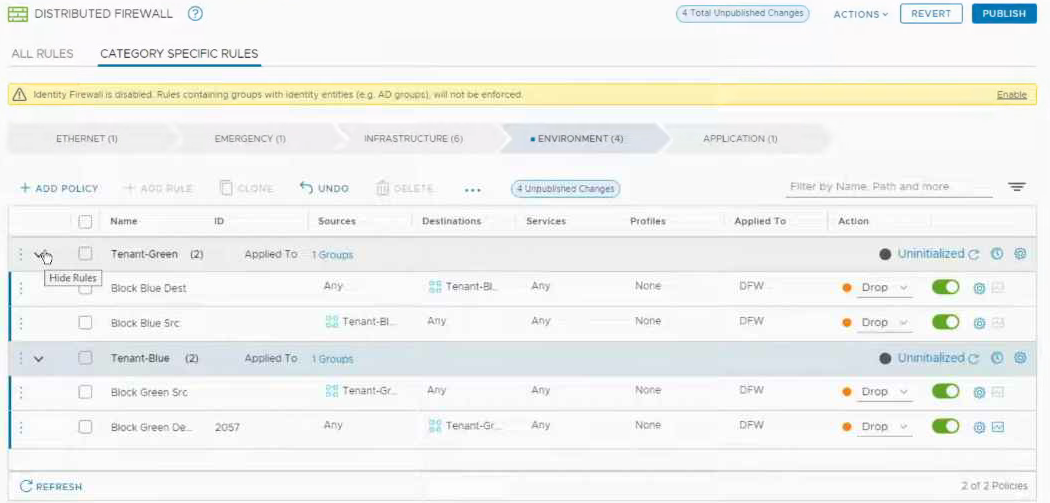 DISTRIBUTED FIREWALL ? 4 Total Unpublished Changes ACTIONS REVERT PUBLISH
ALL RULES CATEGORY SPECIFIC RULES
Identity Firewall is disabled. Rules containing groups with identity entities (e.g. AD groups), will not be enforced. Enable
ETHERNET (1) EMERGENCY (1) INFRASTRUCTURE (6) ENVIRONMENT (4) APPLICATION (1)
+ ADD POLICY + ADD RULE CLONE UNDO DELETE ... 4 Unpublished Changes Filter by Name, Path and more
Name ID Sources Destinations Services Profiles Applied To Action
Tenant-Green (2) Applied To 1 Groups Uninitialized
Hide Rules
Block Blue Dest Any Tenant-Bl... Any None DFW Drop
Block Blue Src Tenant-Bl... Any Any None DFW Drop
Tenant-Blue (2) Applied To 1 Groups Uninitialized
Block Green Src Tenant-Gr... Any Any None DFW Drop
Block Green De... 2057 Any Tenant-Gr... Any None DFW Drop
REFRESH 2 of 2 Policies